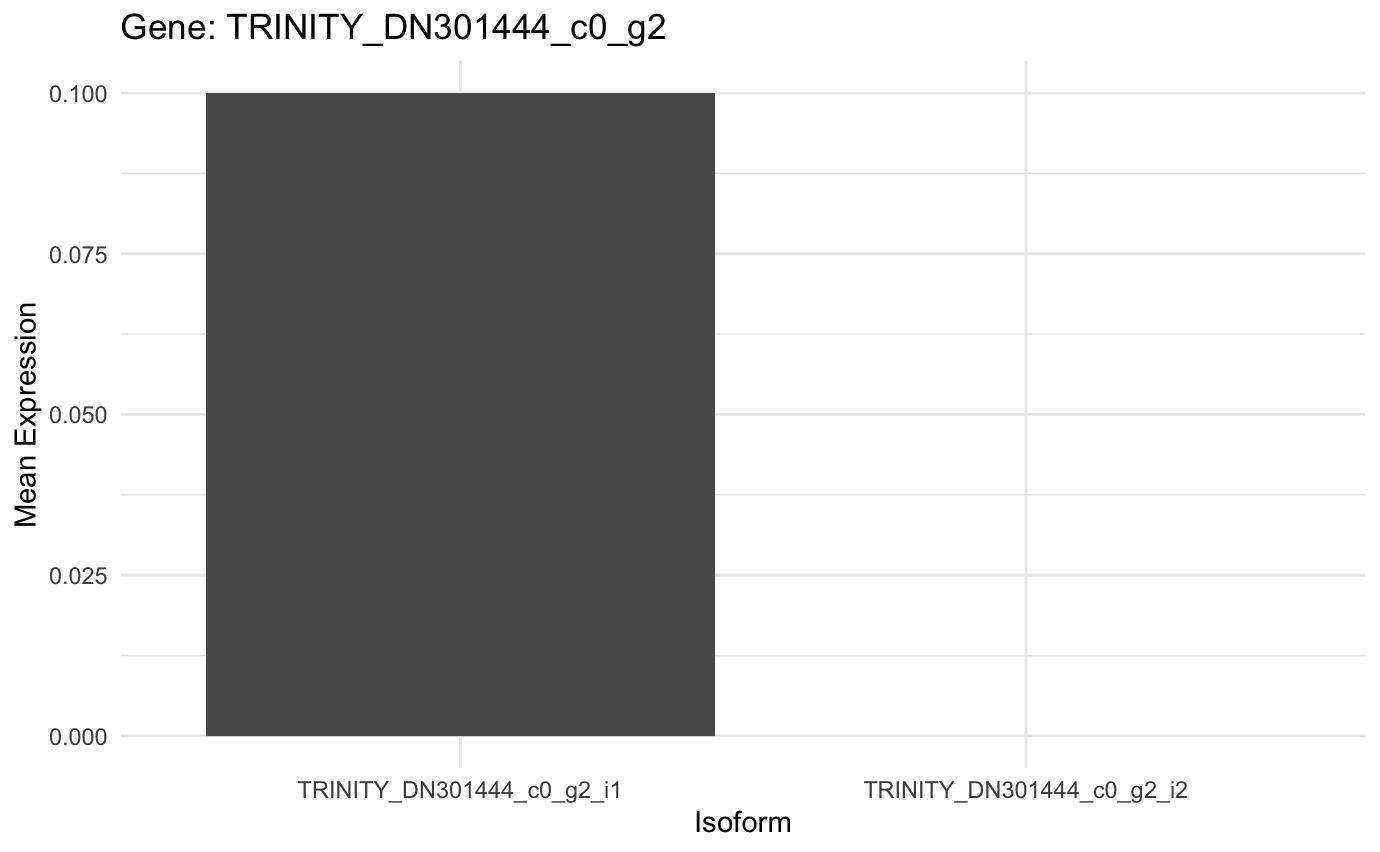 Gene: TRINITY_DN301444_c0_g2
Mean Expression
0.100
0.075
0.050
0.025
0.000
TRINITY_DN301444_c0_g2_i1
TRINITY_DN301444_c0_g2_i2
Isoform